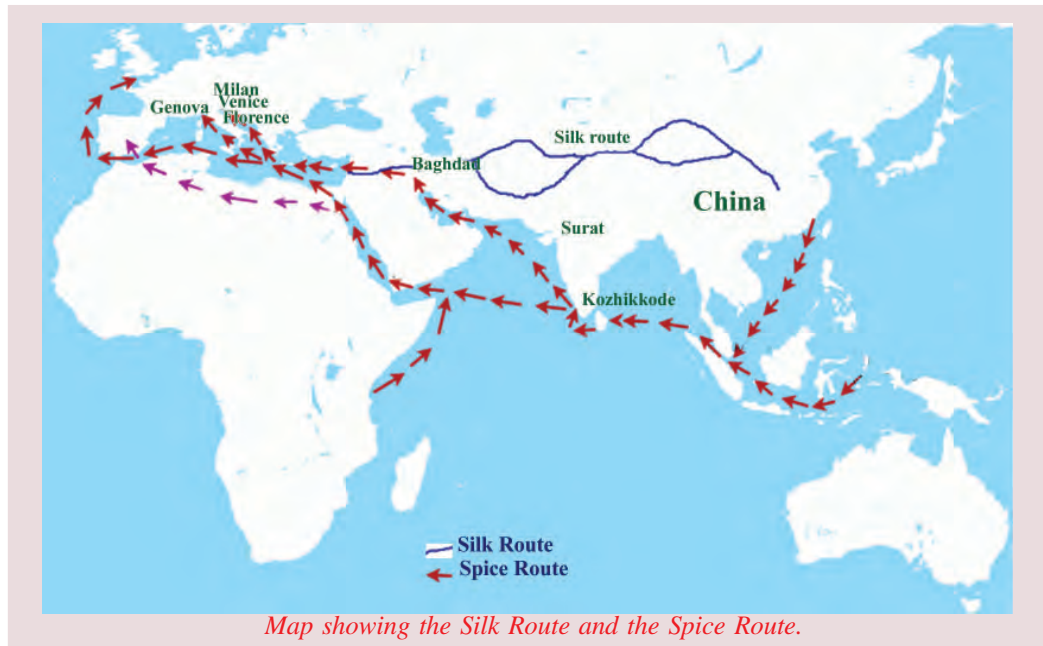 Milan
Genova
Venice
Florence
Silk route
Baghdad
China
Surat
Kozhikkode
Silk Route
Spice Route
Map showing the Silk Route and the Spice Route.